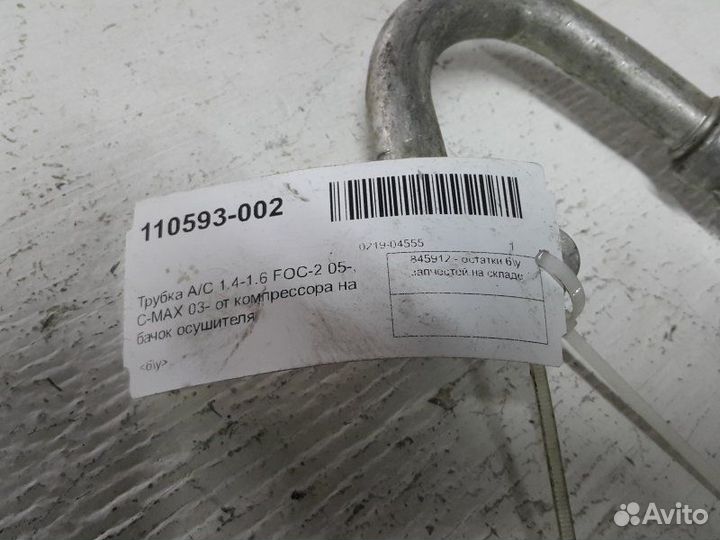 110593-002
0219-04555 1
Трубка A/C 1.4-1.6 FOC-2 05-,
C-MAX 03- от компрессора на
бачок осушителя
<б\у>
845912 - остатки б\у
запчастей на складе
Avito